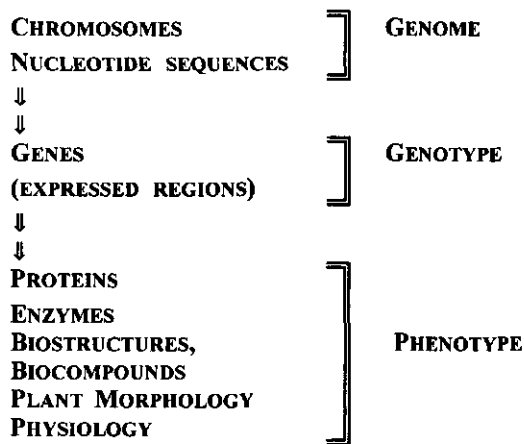 CHROMOSOMES GENOME
NUCLEOTIDE SEQUENCES
⇓
⇓
GENES GENOTYPE
(EXPRESSED REGIONS)
⇓
⇓
PROTEINS
ENZYMES
BIOSTRUCTURES, PHENOTYPE
BIOCOMPOUNDS
PLANT MORPHOLOGY
PHYSIOLOGY